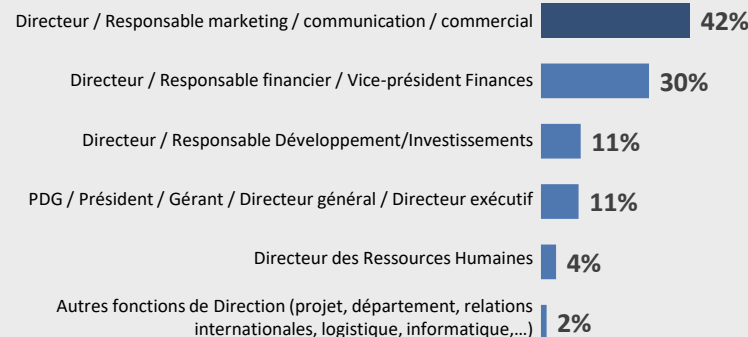 Directeur / Responsable marketing / communication / commercial 42%
Directeur / Responsable financier / Vice-président Finances 30%
Directeur / Responsable Développement/Investissements 11%
PDG / Président / Gérant / Directeur général / Directeur exécutif 11%
Directeur des Ressources Humaines 4%
Autres fonctions de Direction (projet, département, relations
internationales, logistique, informatique,...) 2%